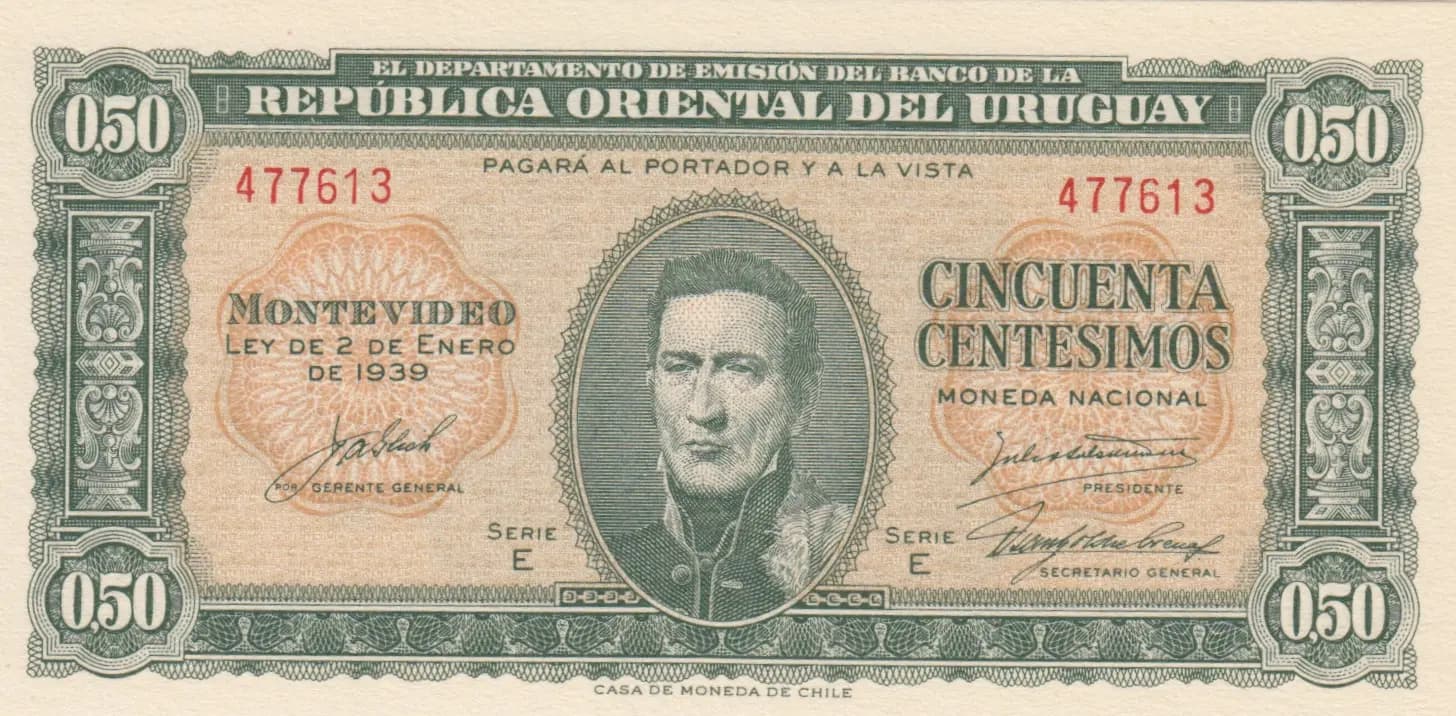 EL DEPARTAMENTO DE EMISIÓN DEL BANCO DE LA
REPÚBLICA ORIENTAL DEL URUGUAY
0,50 0,50
PAGARÁ AL PORTADOR Y A LA VISTA
477613 477613
MONTEVIDEO
LEY DE 2 DE ENERO
DE 1939
CINCUENTA
CENTESIMOS
MONEDA NACIONAL
POR GERENTE GENERAL
PRESIDENTE
SERIE
E
SERIE
E
SECRETARIO GENERAL
0,50 0,50
CASA DE MONEDA DE CHILE